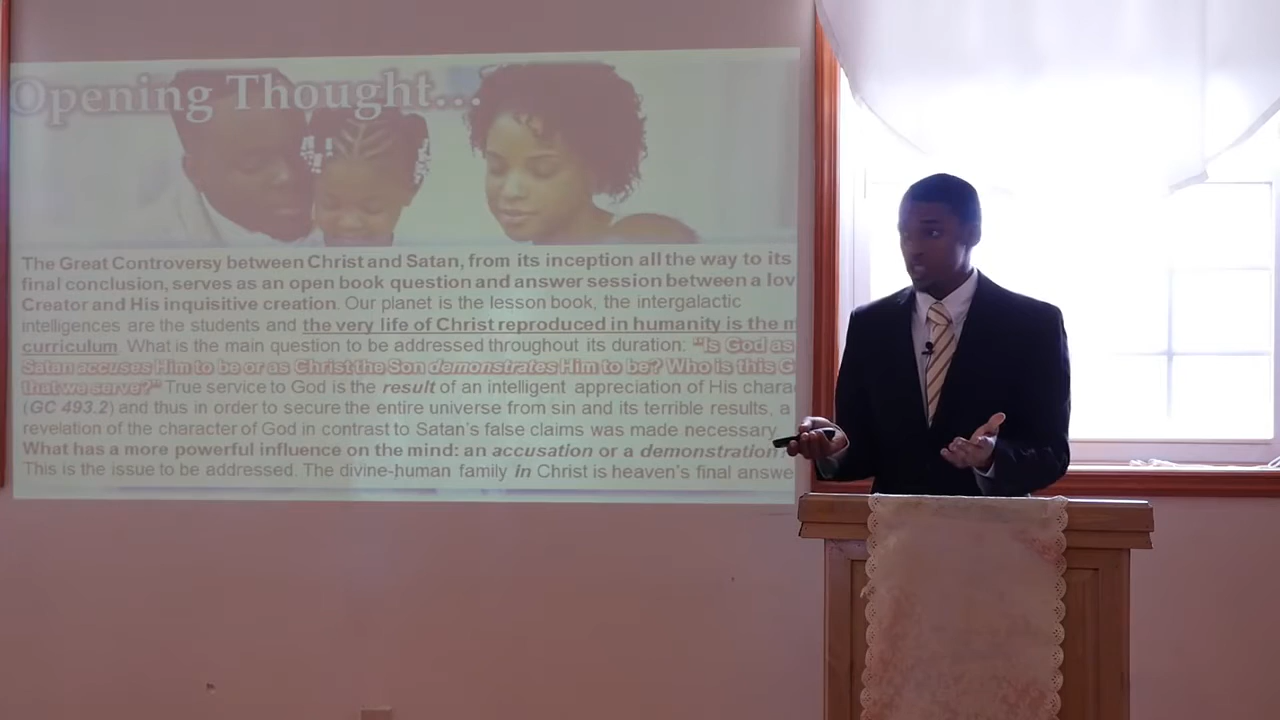 Opening Thought...
The Great Controversy between Christ and Satan, from its inception all the way to its
final conclusion, serves as an open book question and answer session between a lov
Creator and His inquisitive creation. Our planet is the lesson book, the intergalactic
intelligences are the students and the very life of Christ reproduced in humanity is the m
curriculum. What is the main question to be addressed throughout its duration: "Is God as
Satan accuses Him to be or as Christ the Son demonstrates Him to be? Who is this G
that we serve?" True service to God is the result of an intelligent appreciation of His charac
(GC 493.2) and thus in order to secure the entire universe from sin and its terrible results, a
revelation of the character of God in contrast to Satan's false claims was made necessary
What has a more powerful influence on the mind: an accusation or a demonstration?
This is the issue to be addressed. The divine-human family in Christ is heaven's final answe